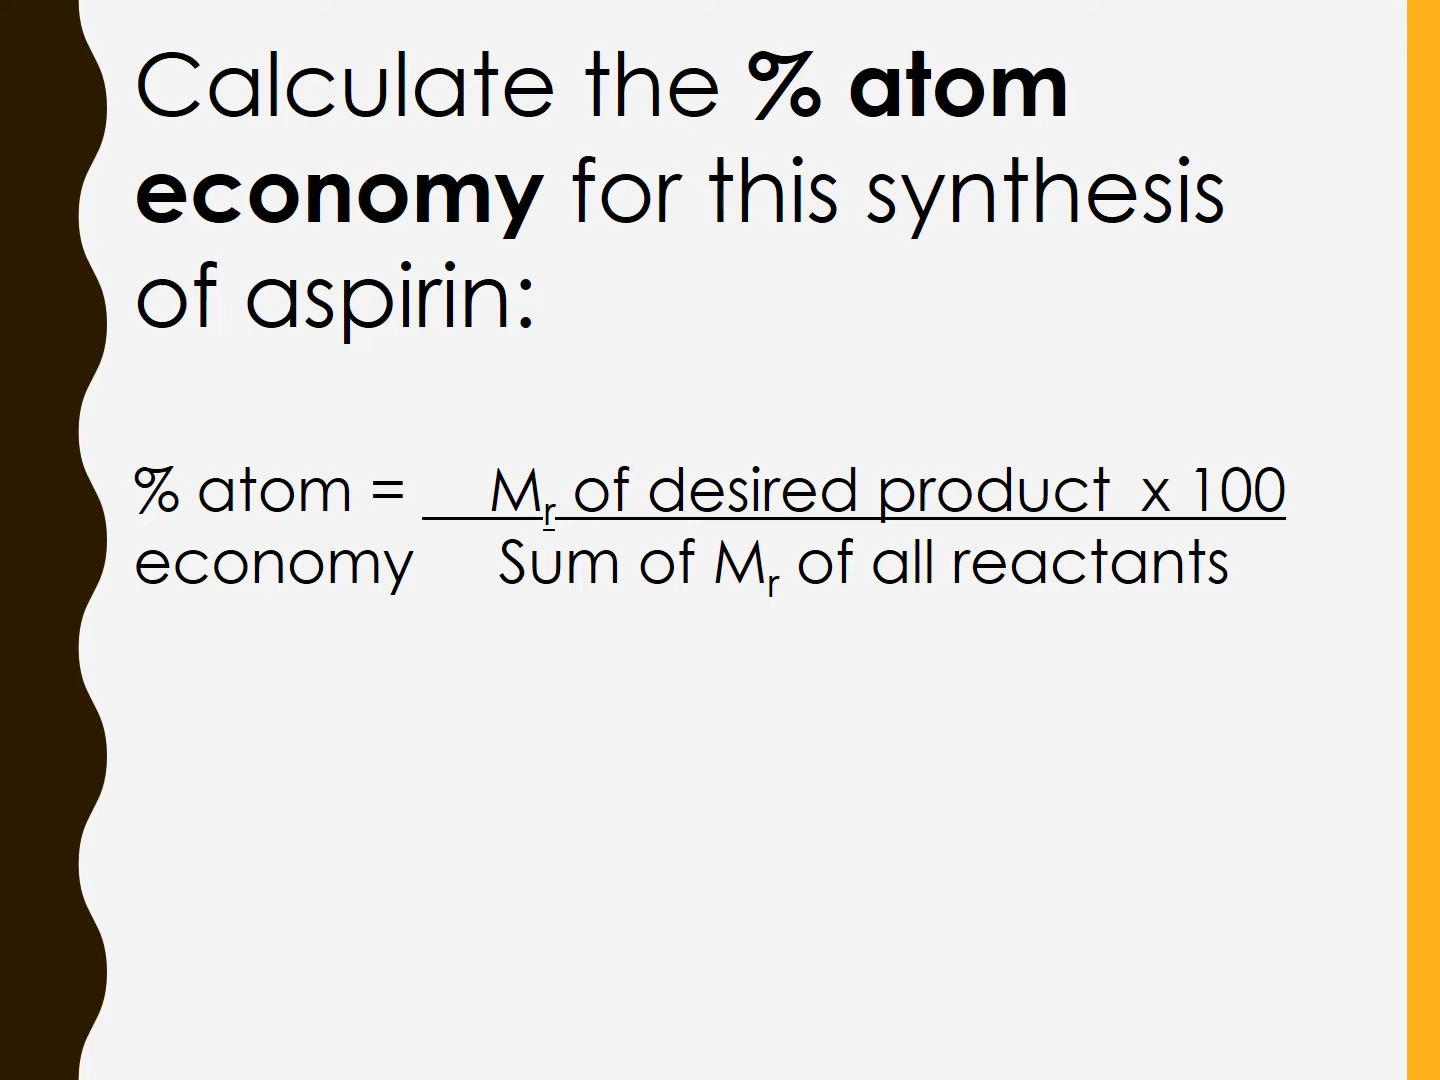 Calculate the % atom
economy for this synthesis
of aspirin:
% atom = Mr of desired product x 100
economy Sum of Mr of all reactants